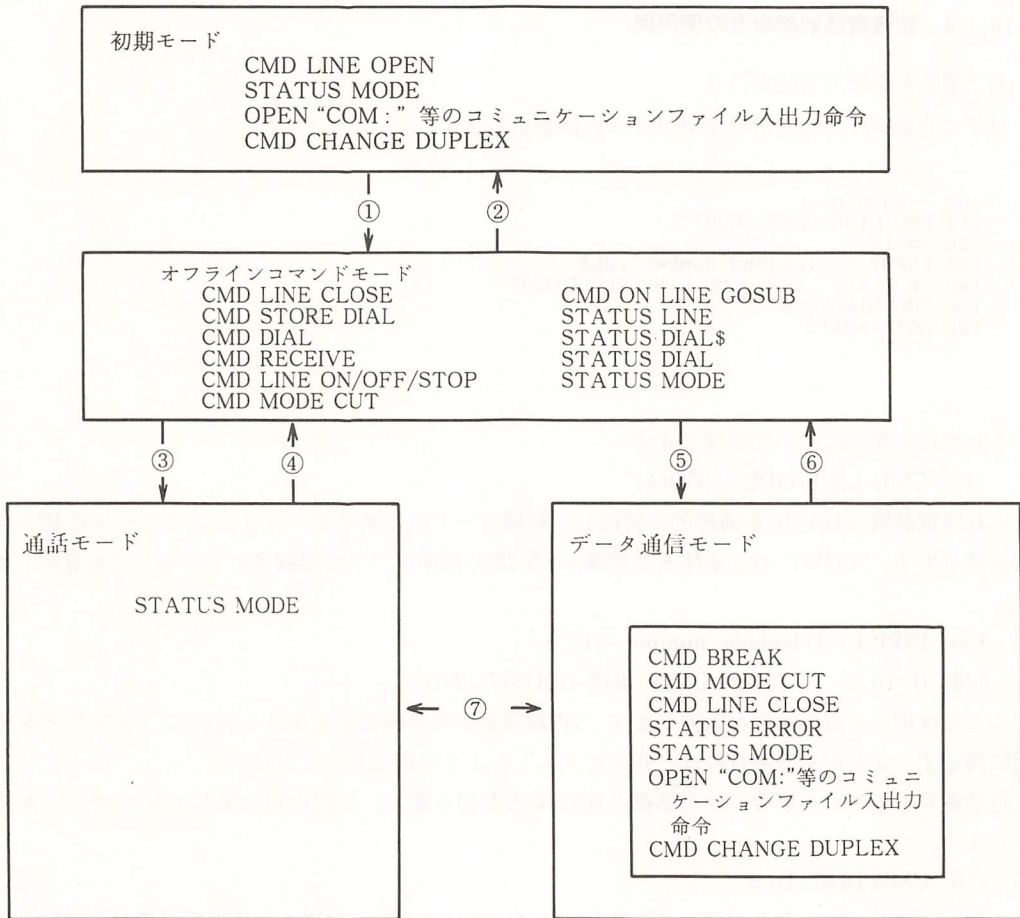 初期モード
CMD LINE OPEN
STATUS MODE
OPEN “COM:” 等のコミュニケーションファイル入出力命令
CMD CHANGE DUPLEX
①
②
オフラインコマンドモード
CMD LINE CLOSE
CMD STORE DIAL
CMD DIAL
CMD RECEIVE
CMD LINE ON/OFF/STOP
CMD MODE CUT
CMD ON LINE GOSUB
STATUS LINE
STATUS DIAL$
STATUS DIAL
STATUS MODE
③
④
⑤
⑥
通話モード
STATUS MODE
⑦
データ通信モード
CMD BREAK
CMD MODE CUT
CMD LINE CLOSE
STATUS ERROR
STATUS MODE
OPEN “COM:”等のコミュニ
ケーションファイル入出力
命令
CMD CHANGE DUPLEX